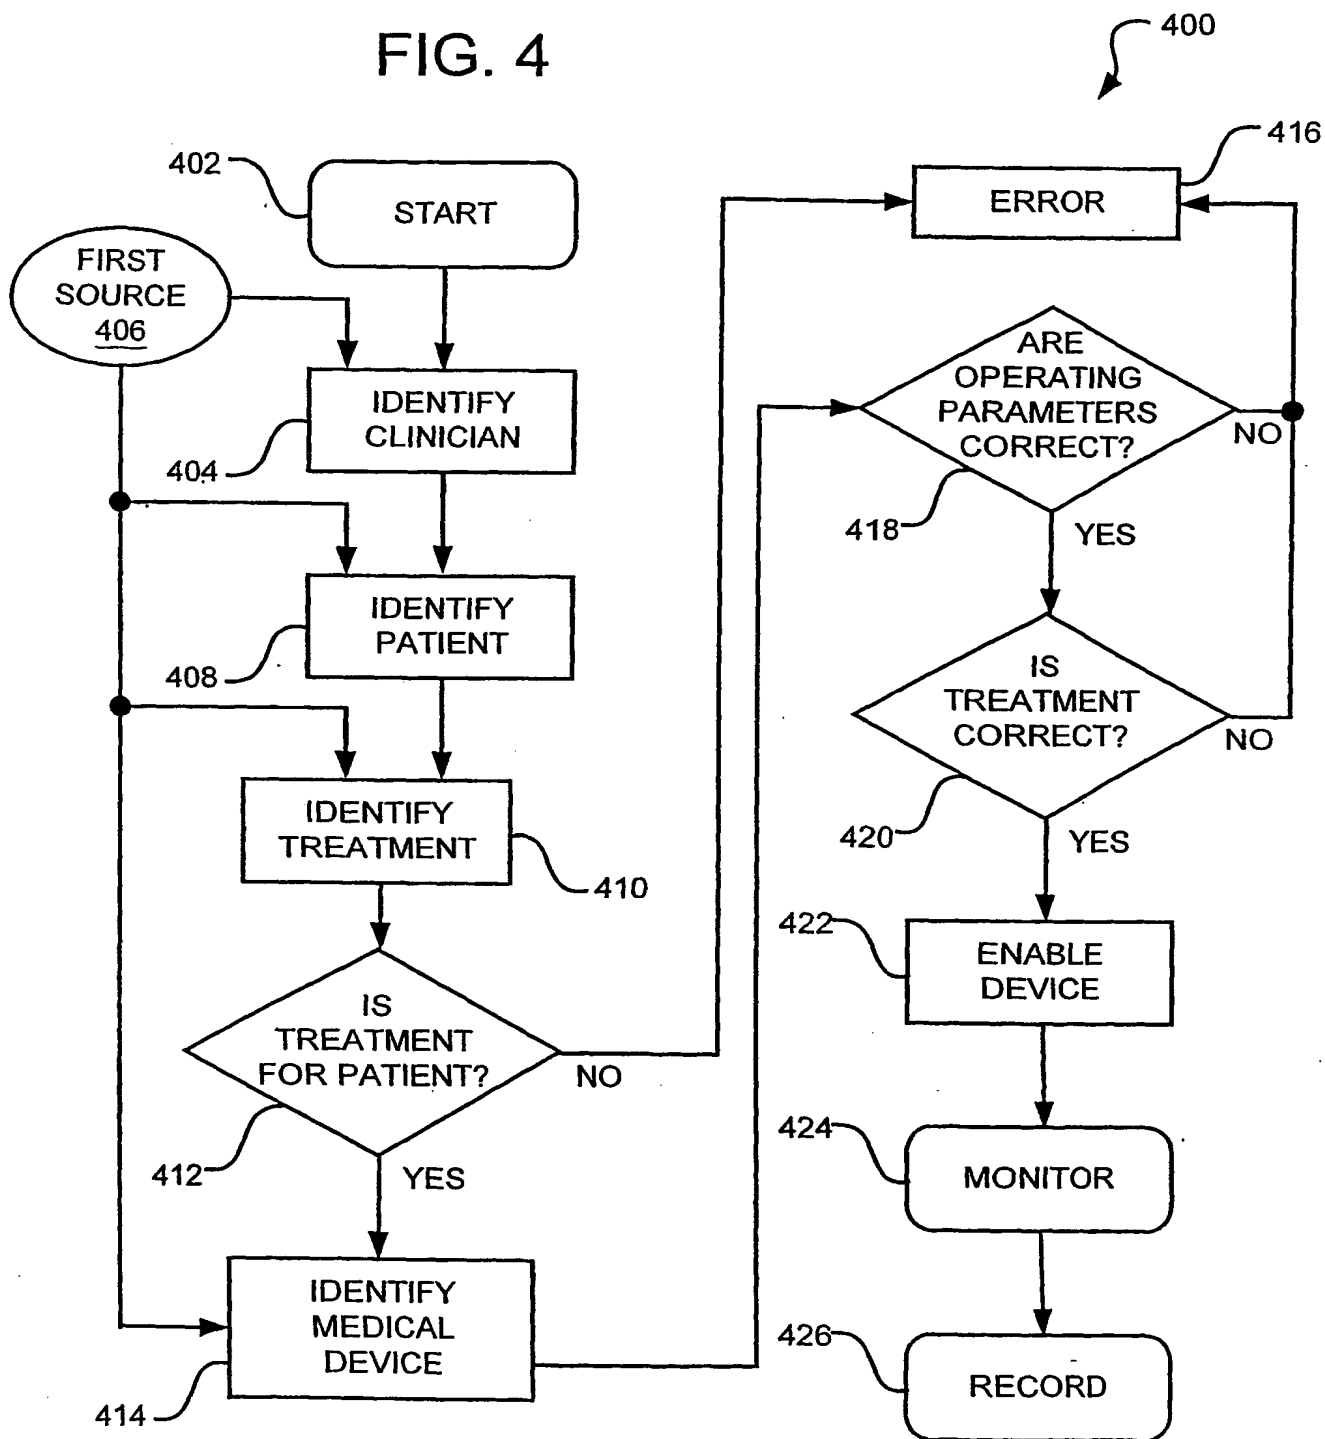 FIG. 4
400
402
START
FIRST
SOURCE
406
IDENTIFY
CLINICIAN
404
IDENTIFY
PATIENT
408
IDENTIFY
TREATMENT
410
IS
TREATMENT
FOR PATIENT?
NO
412
YES
IDENTIFY
MEDICAL
DEVICE
414
416
ERROR
ARE
OPERATING
PARAMETERS
CORRECT?
NO
418
YES
IS
TREATMENT
CORRECT?
NO
420
YES
422
ENABLE
DEVICE
424
MONITOR
426
RECORD